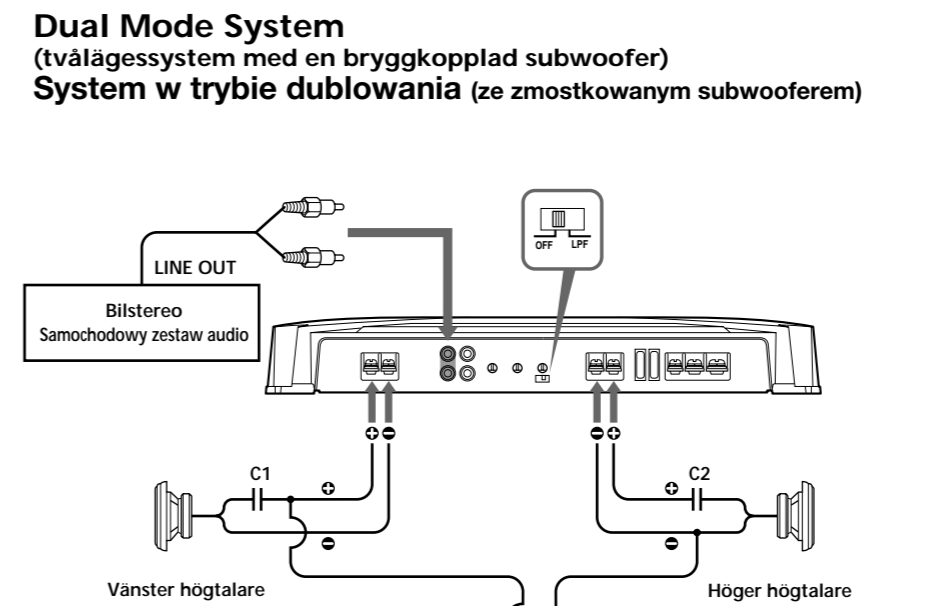 Dual Mode System
(tvålägessystem med en bryggkopplad subwoofer)
System w trybie dublowania (ze zmostkowanym subwooferem)
OFF LPF
LINE OUT
Bilstereo
Samochodowy zestaw audio
C1
C2
Vänster högtalare
Höger högtalare